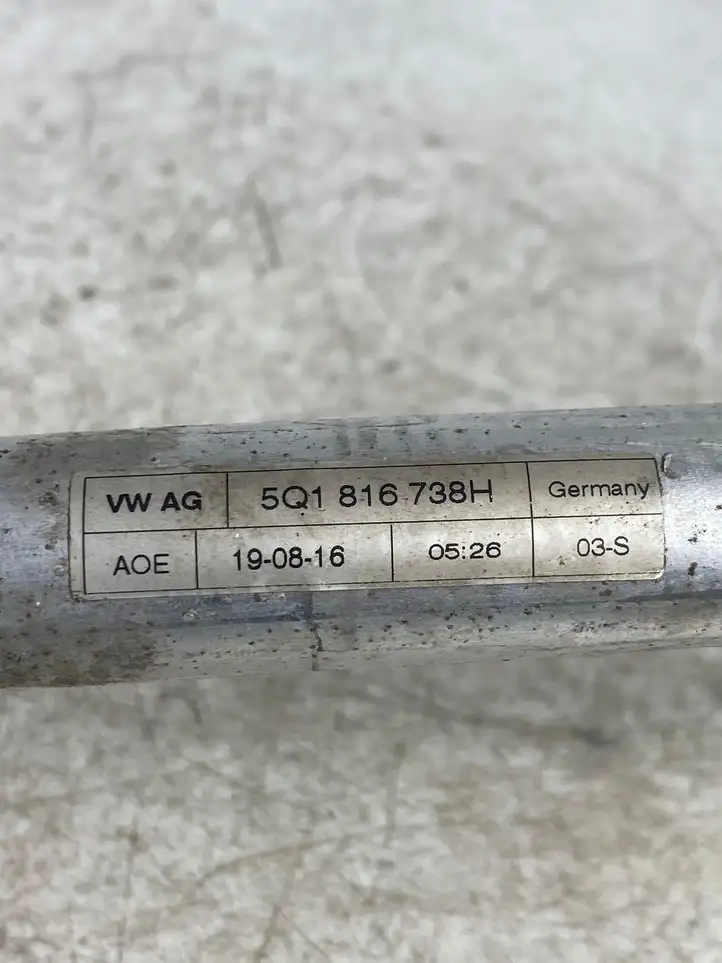 VW AG 5Q1 816 738H Germany
AOE 19-08-16 05:26 03-S